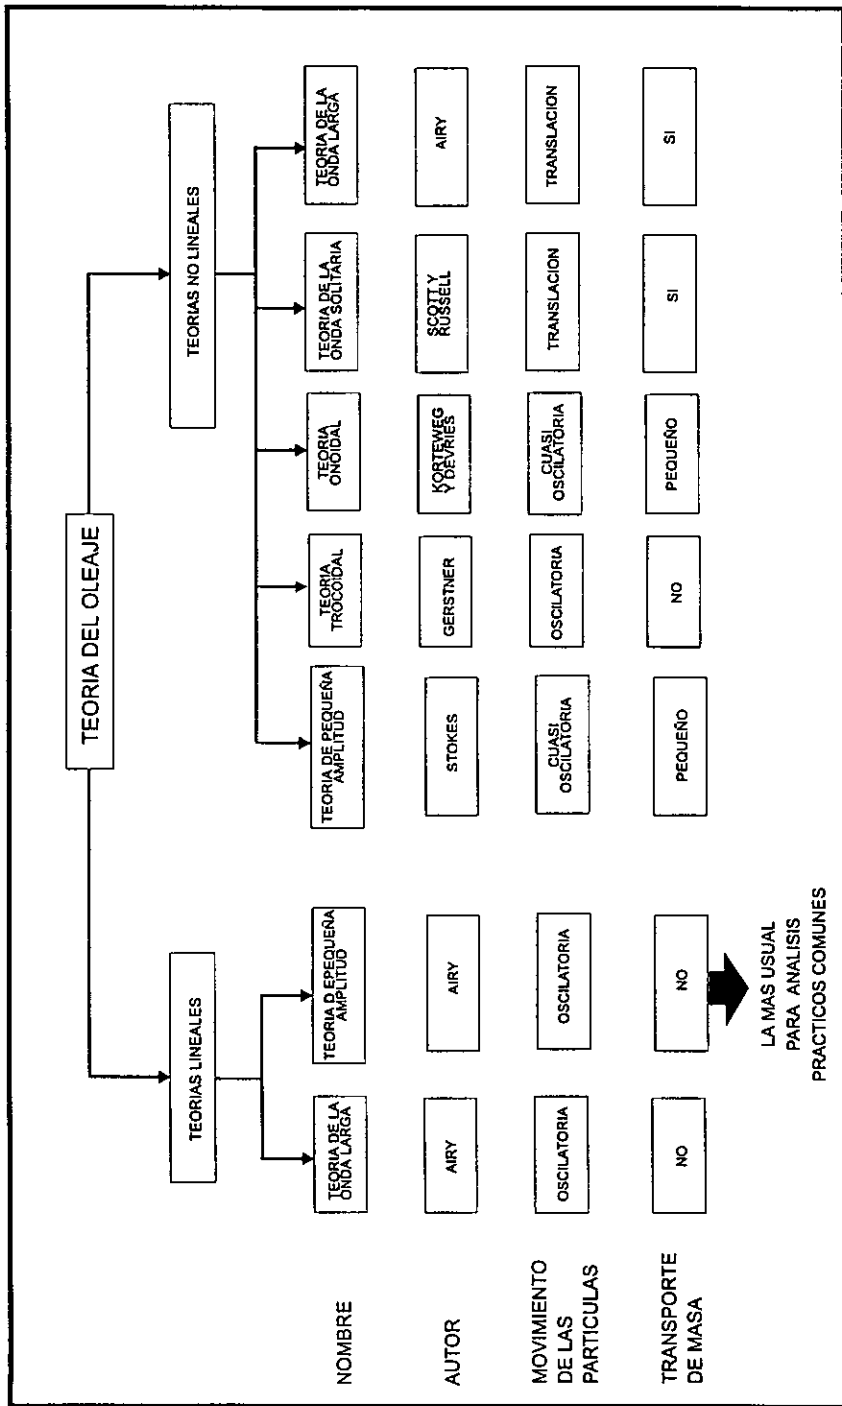 TEORIA DEL OLEAJE
TEORIAS LINEALES
TEORIAS NO LINEALES
NOMBRE
TEORIA DE LA
ONDA LARGA
TEORIA D EPEQUEÑA
AMPLITUD
TEORIA DE PEQUEÑA
AMPLITUD
TEORIA
TROCOIDAL
TEORIA
ONOIDAL
TEORIA DE LA
ONDA SOLITARIA
TEORIA DE LA
ONDA LARGA
AUTOR
AIRY
AIRY
STOKES
GERSTNER
KORTEWEG
Y DEVRIES
SCOTT Y
RUSSELL
AIRY
MOVIMIENTO
DE LAS
PARTICULAS
OSCILATORIA
OSCILATORIA
CUASI
OSCILATORIA
OSCILATORIA
CUASI
OSCILATORIA
TRANSLACION
TRANSLACION
TRANSPORTE
DE MASA
NO
NO
PEQUEÑO
NO
PEQUEÑO
SI
SI
LA MAS USUAL
PARA ANALISIS
PRACTICOS COMUNES